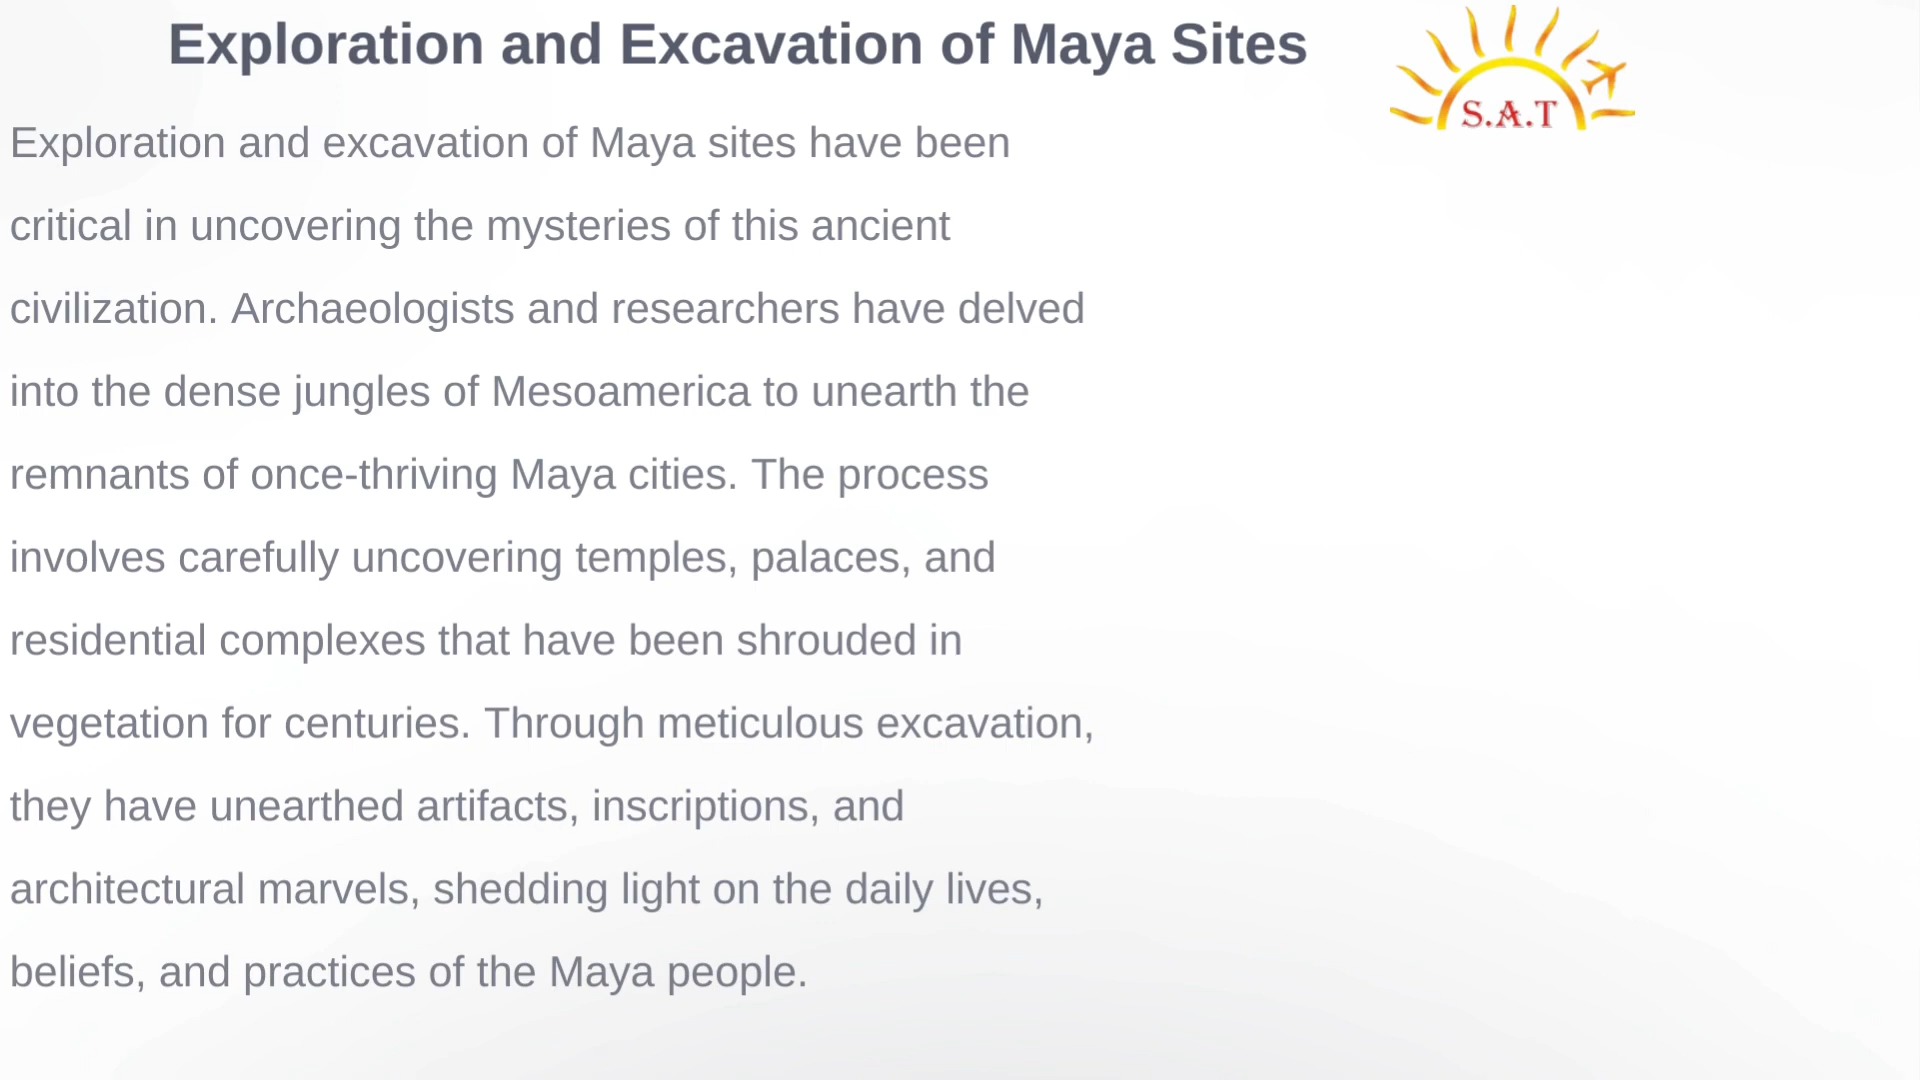 Exploration and Excavation of Maya Sites
S.A.T
Exploration and excavation of Maya sites have been
critical in uncovering the mysteries of this ancient
civilization. Archaeologists and researchers have delved
into the dense jungles of Mesoamerica to unearth the
remnants of once-thriving Maya cities. The process
involves carefully uncovering temples, palaces, and
residential complexes that have been shrouded in
vegetation for centuries. Through meticulous excavation,
they have unearthed artifacts, inscriptions, and
architectural marvels, shedding light on the daily lives,
beliefs, and practices of the Maya people.